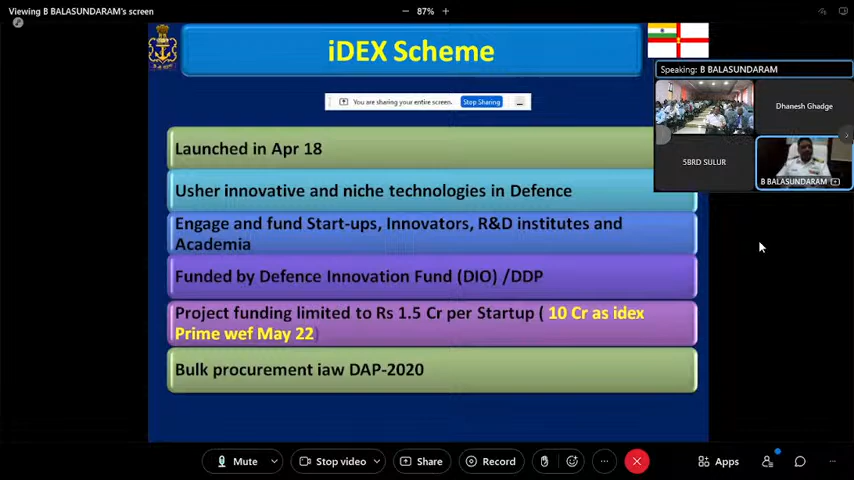 Viewing B BALASUNDARAM's screen
87%
iDEX Scheme
Speaking: B BALASUNDARAM
You are sharing your entire screen.
Stop Sharing
Dhanesh Ghadge
5BRD SULUR
B BALASUNDARAM
Launched in Apr 18
Usher innovative and niche technologies in Defence
Engage and fund Start-ups, Innovators, R&D institutes and
Academia
Funded by Defence Innovation Fund (DIO) /DDP
Project funding limited to Rs 1.5 Cr per Startup ( 10 Cr as idex
Prime wef May 22)
Bulk procurement iaw DAP-2020
Mute
Stop video
Share
Record
Apps